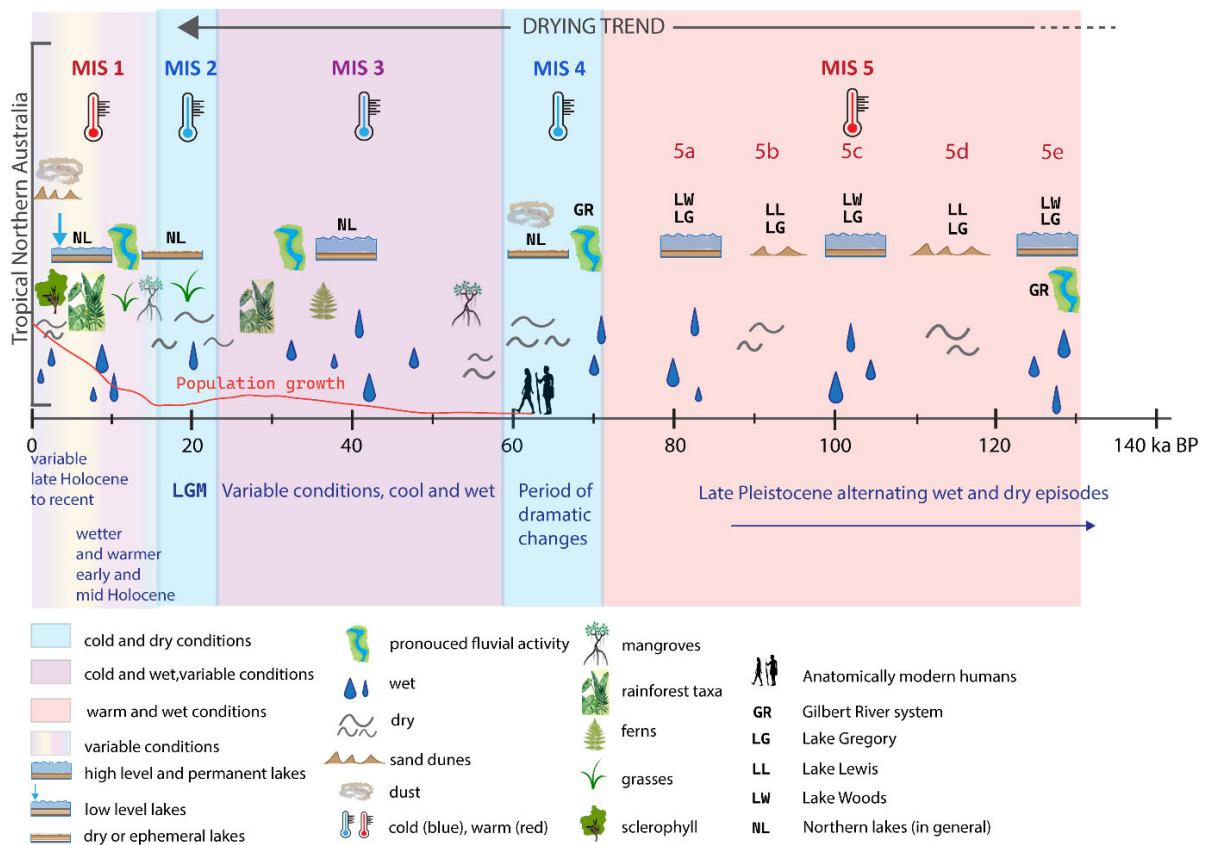 DRYING TREND
MIS 1
MIS 2
MIS 3
MIS 4
MIS 5
5a
5b
5c
5d
5e
Tropical Northern Australia
NL
NL
NL
NL
GR
LW
LG
LL
LG
LW
LG
LL
LG
LW
LG
GR
Population growth
0
20
40
60
80
100
120
140 ka BP
variable
late Holocene
to recent
wetter
and warmer
early and
mid Holocene
LGM
Variable conditions, cool and wet
Period of
dramatic
changes
Late Pleistocene alternating wet and dry episodes
cold and dry conditions
cold and wet,variable conditions
warm and wet conditions
variable conditions
high level and permanent lakes
low level lakes
dry or ephemeral lakes
pronouced fluvial activity
wet
dry
sand dunes
dust
cold (blue), warm (red)
mangroves
rainforest taxa
ferns
grasses
sclerophyll
Anatomically modern humans
GR Gilbert River system
LG Lake Gregory
LL Lake Lewis
LW Lake Woods
NL Northern lakes (in general)